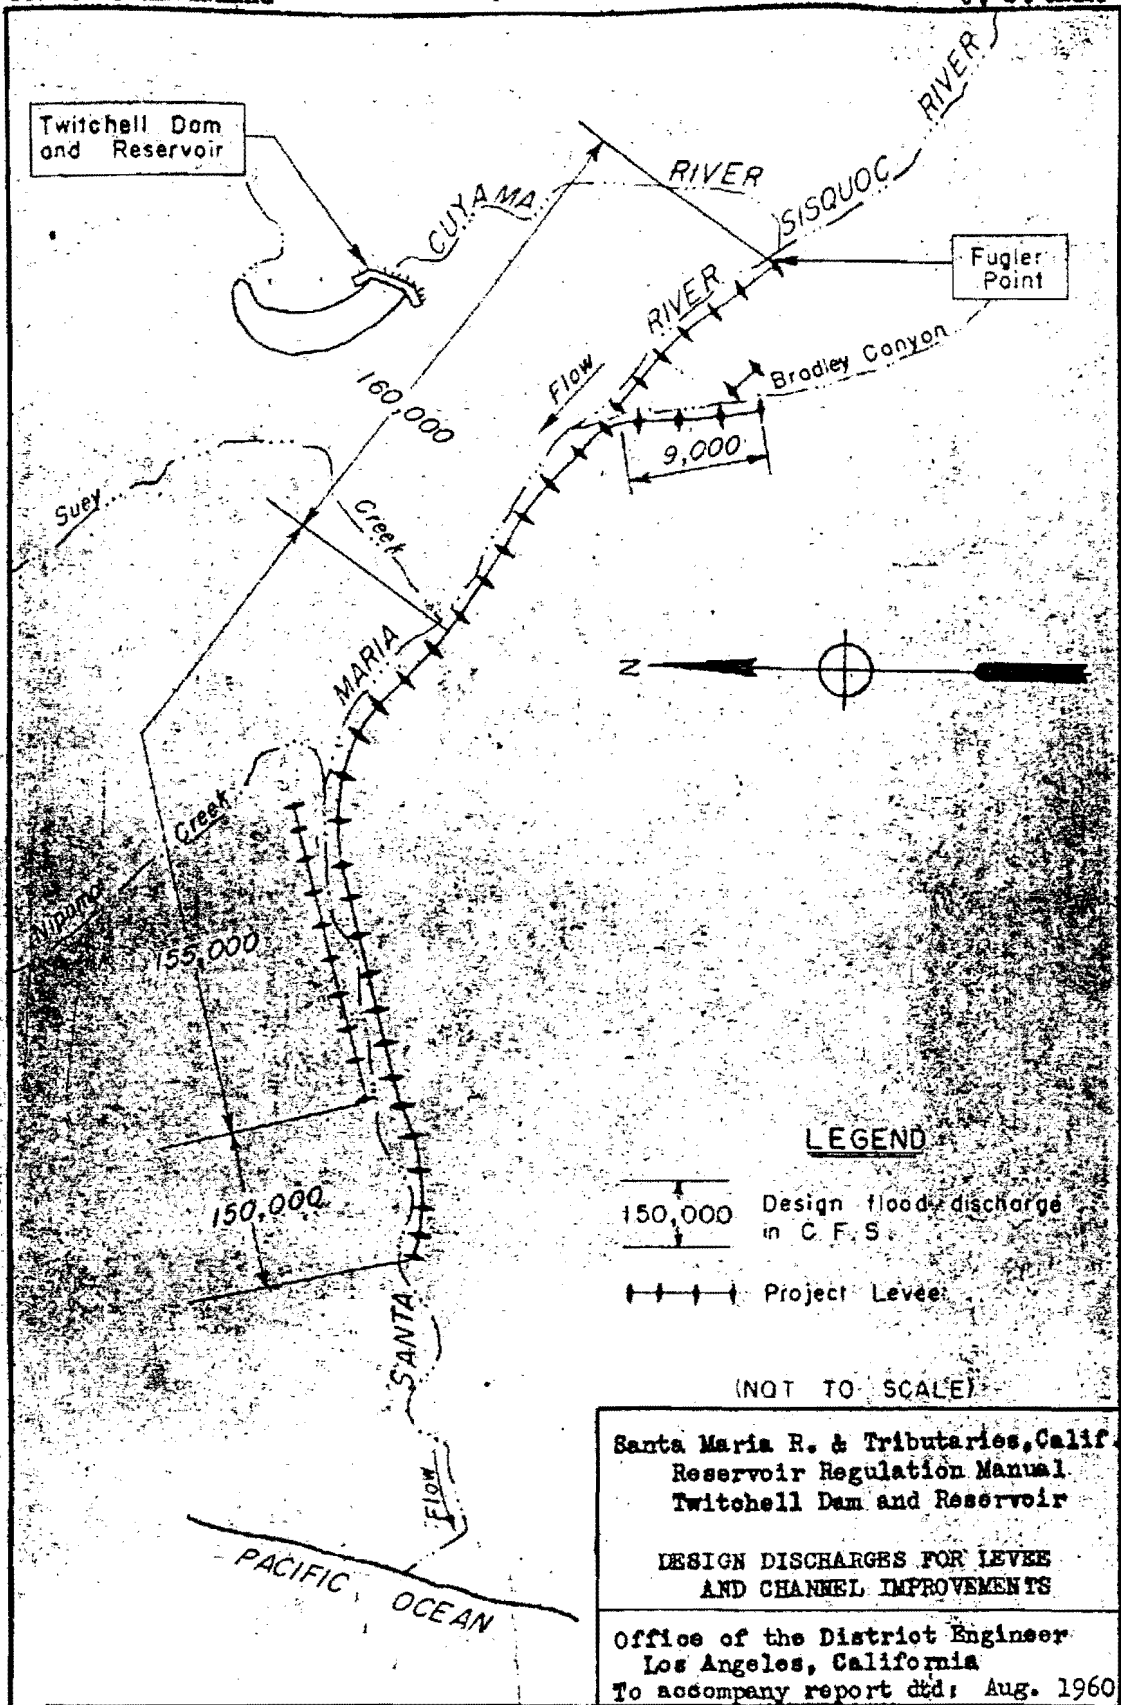 RIVER
Twitchell Dam
and Reservoir
RIVER
CUYAMA
SISQUOC
Fugler
Point
RIVER
Flow
Bradley Canyon
160,000
9,000
Suey
Creek
MARIA
N
Creek
Nipomo
155,000
LEGEND
150,000
150,000 Design flood discharge
in C.F.S.
Project Levee
SANTA
(NOT TO SCALE)
Flow
PACIFIC OCEAN
Santa Maria R. & Tributaries, Calif.
Reservoir Regulation Manual
Twitchell Dam and Reservoir
DESIGN DISCHARGES FOR LEVEE
AND CHANNEL IMPROVEMENTS
Office of the District Engineer
Los Angeles, California
To accompany report dtd: Aug. 1960